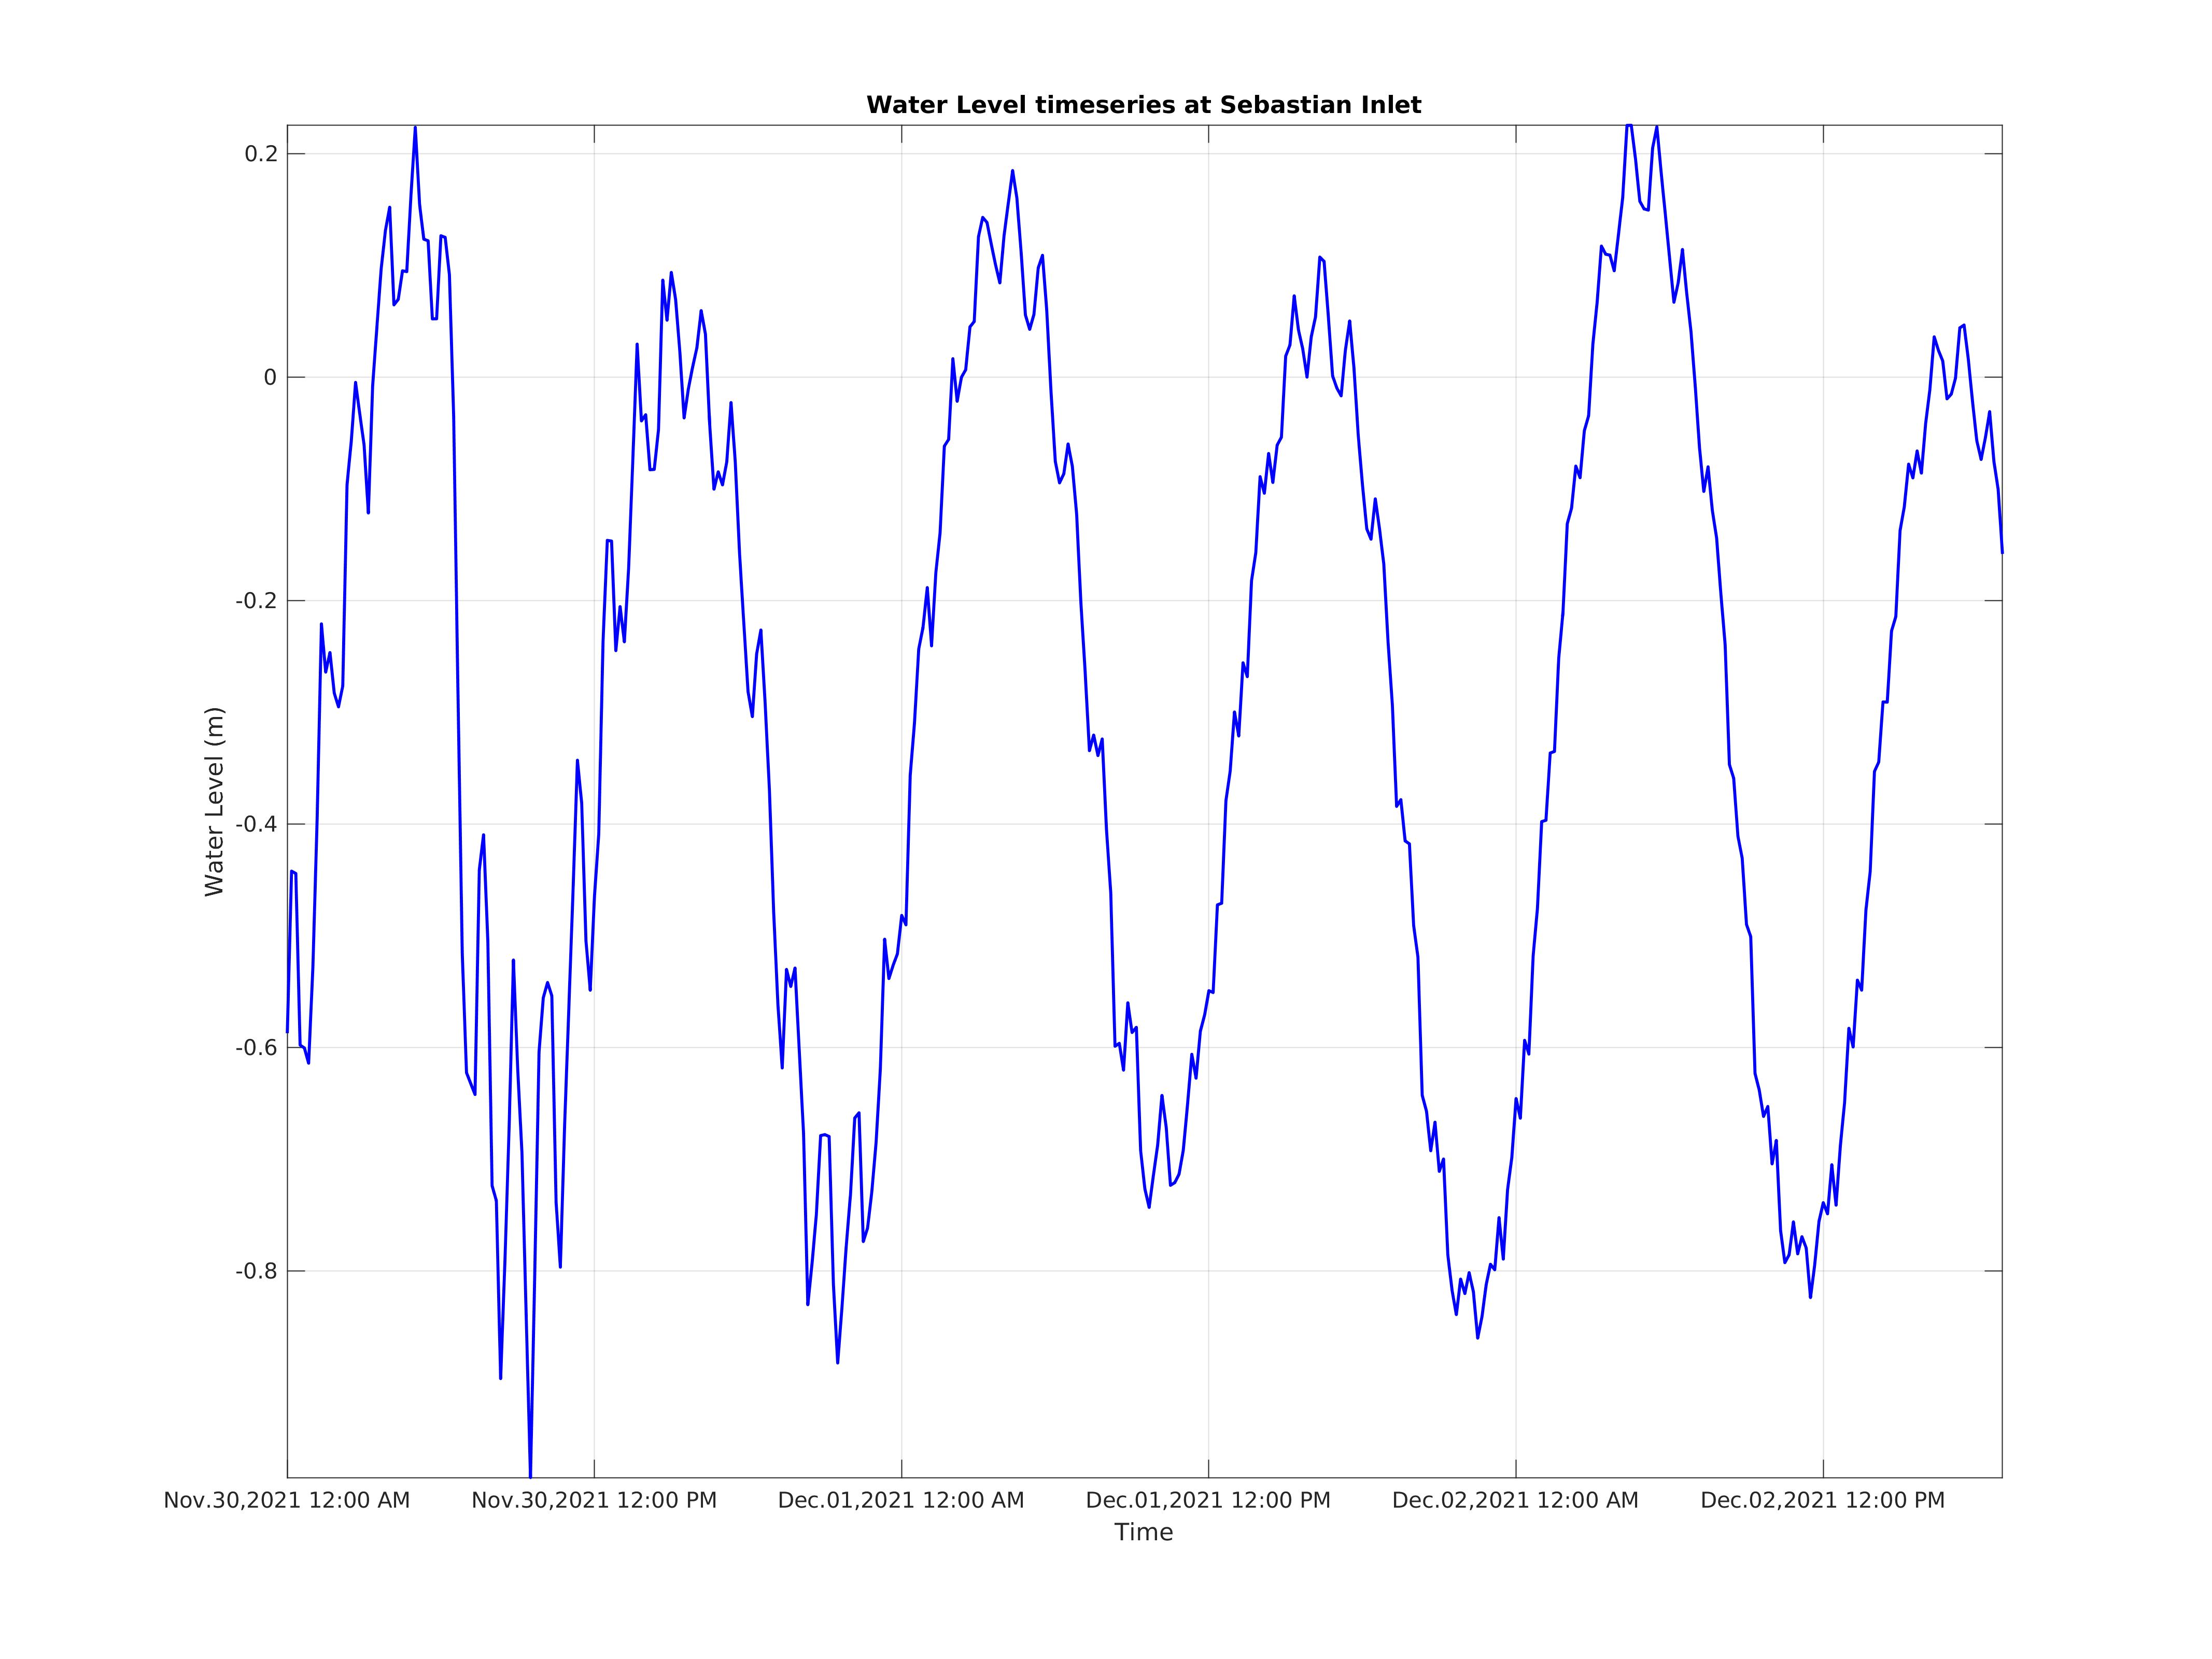 Water Level timeseries at Sebastian Inlet
0.2
0
-0.2
-0.4
-0.6
-0.8
Water Level (m)
Nov.30,2021 12:00 AM
Nov.30,2021 12:00 PM
Dec.01,2021 12:00 AM
Dec.01,2021 12:00 PM
Dec.02,2021 12:00 AM
Dec.02,2021 12:00 PM
Time